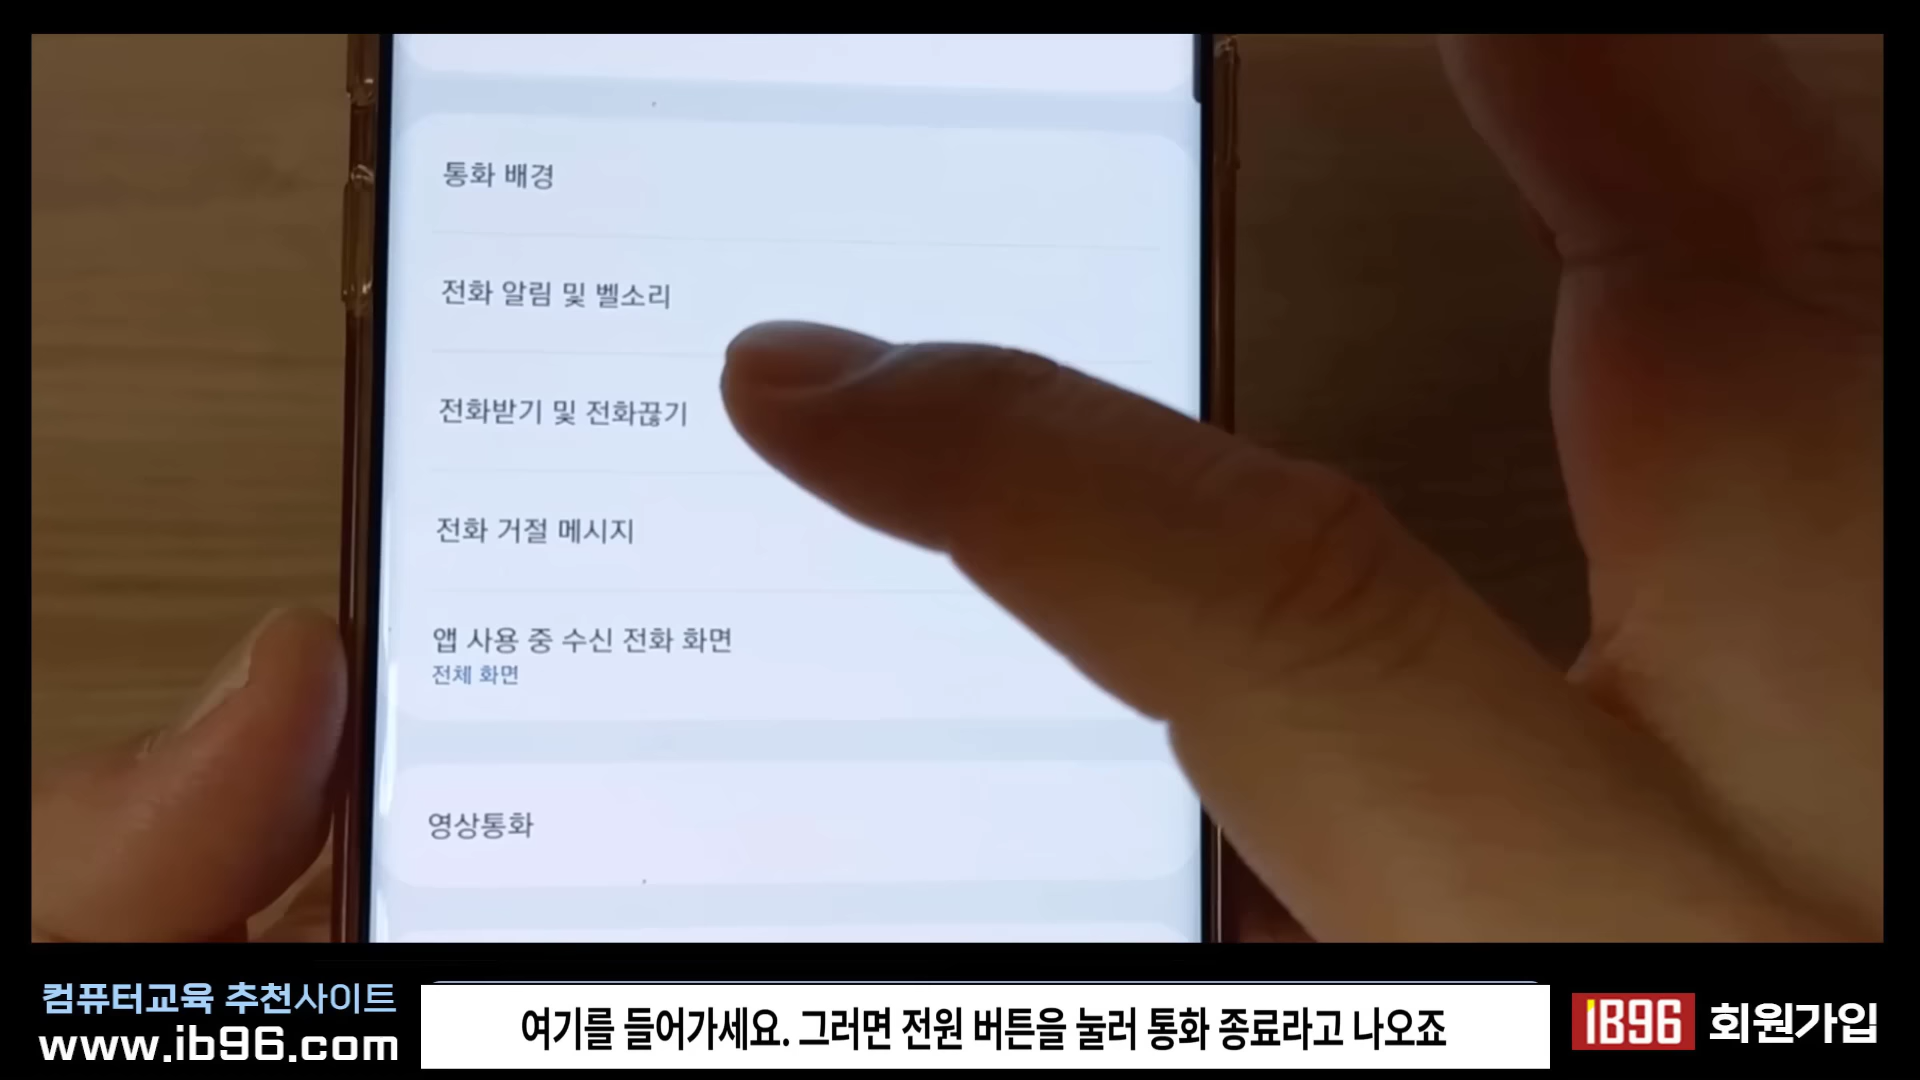 통화 배경
전화 알림 및 벨소리
전화받기 및 전화끊기
전화 거절 메시지
앱 사용 중 수신 전화 화면
전체 화면
영상통화
컴퓨터교육 추천사이트
www.ib96.com
여기를 들어가세요. 그러면 전원 버튼을 눌러 통화 종료라고 나오죠
iB96 회원가입